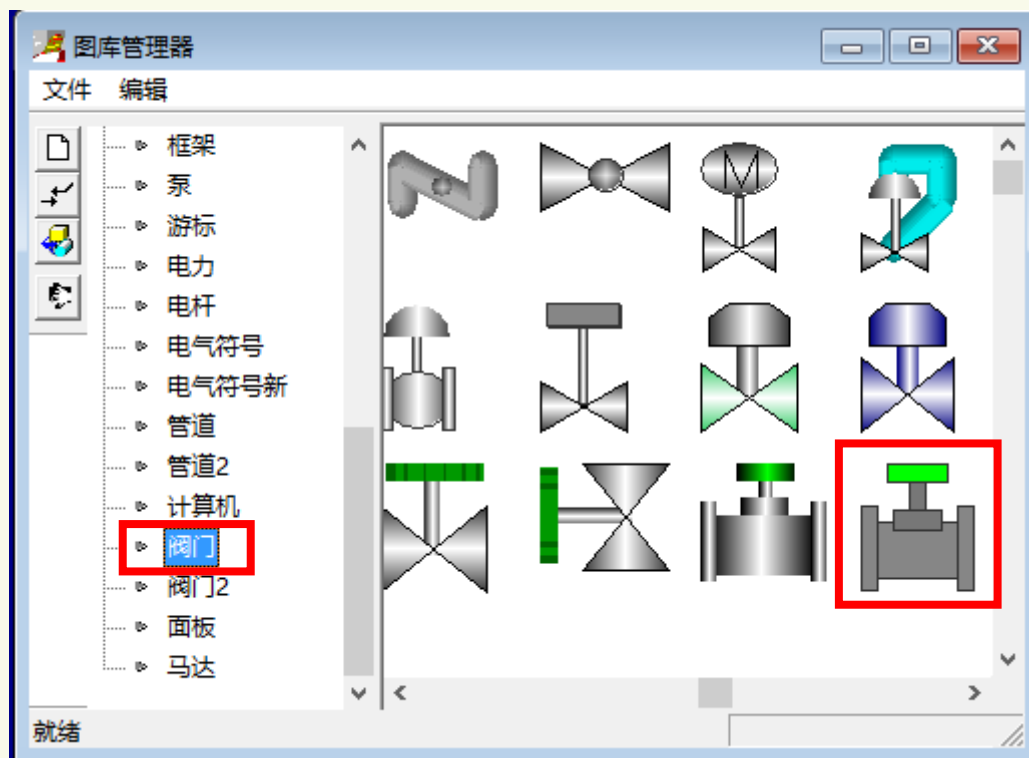 图库管理器
文件 编辑
框架
泵
游标
电力
电杆
电气符号
电气符号新
管道
管道2
计算机
阀门
阀门2
面板
马达
M
就绪